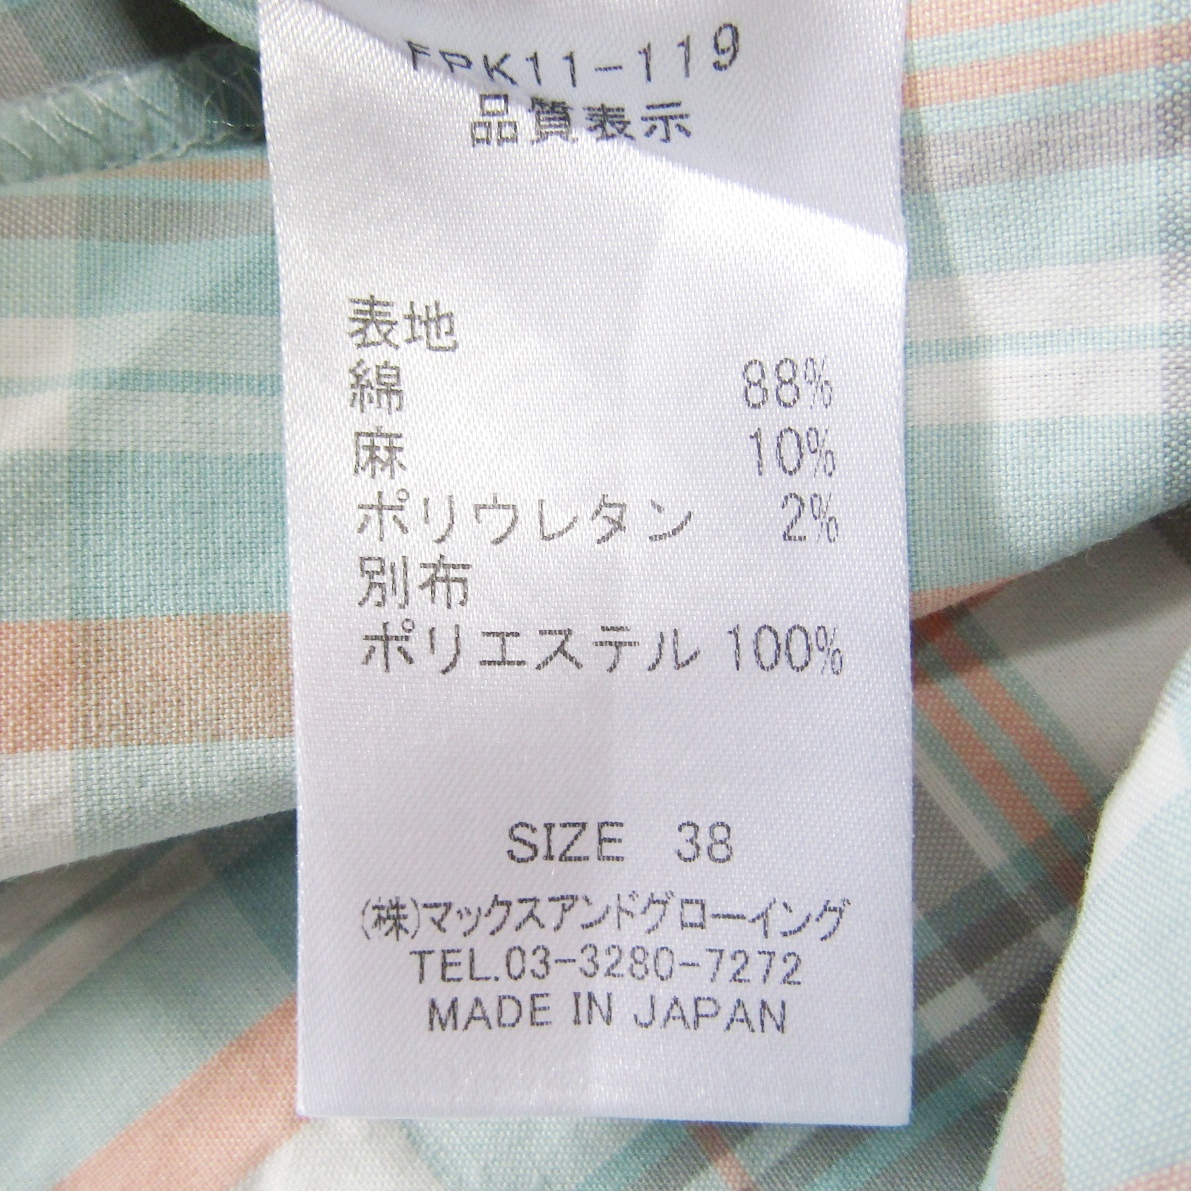 FPK11-119
品質表示
表地
綿 88%
麻 10%
ポリウレタン 2%
別布
ポリエステル 100%
SIZE 38
(株)マックスアンドグローイング
TEL.03-3280-7272
MADE IN JAPAN